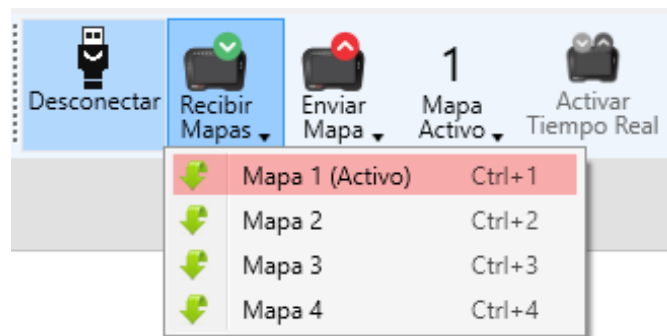 Desconectar
Recibir
Mapas
Enviar
Mapa
1
Mapa
Activo
Activar
Tiempo Real
Mapa 1 (Activo) Ctrl+1
Mapa 2 Ctrl+2
Mapa 3 Ctrl+3
Mapa 4 Ctrl+4